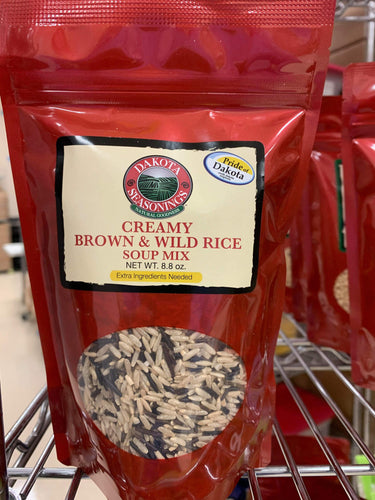 DAKOTA
SEASONINGS
NATURAL GOODNESS
Pride of
Dakota
CREAMY
BROWN & WILD RICE
SOUP MIX
NET WT. 8.8 oz.
Extra Ingredients Needed